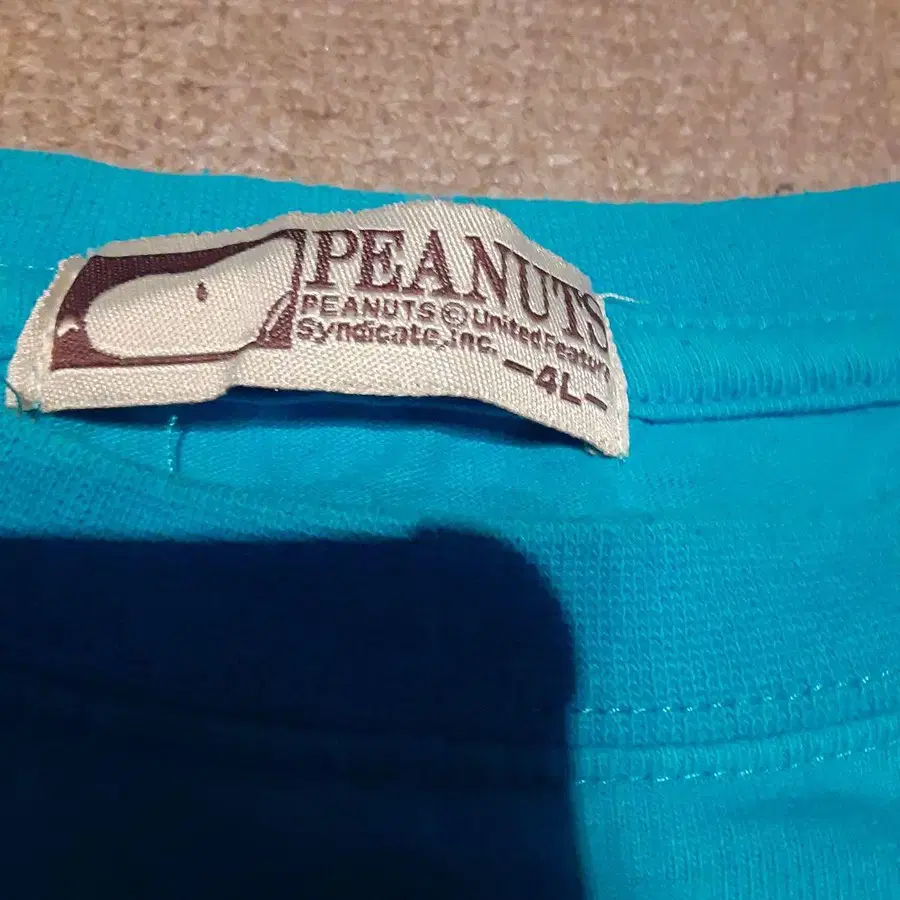 PEANUTS
PEANUTS © United Feature
Syndicate, Inc.
-4L-